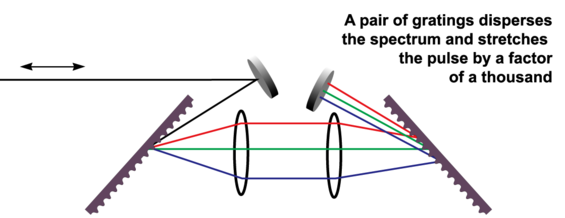 A pair of gratings disperses
the spectrum and stretches
the pulse by a factor
of a thousand